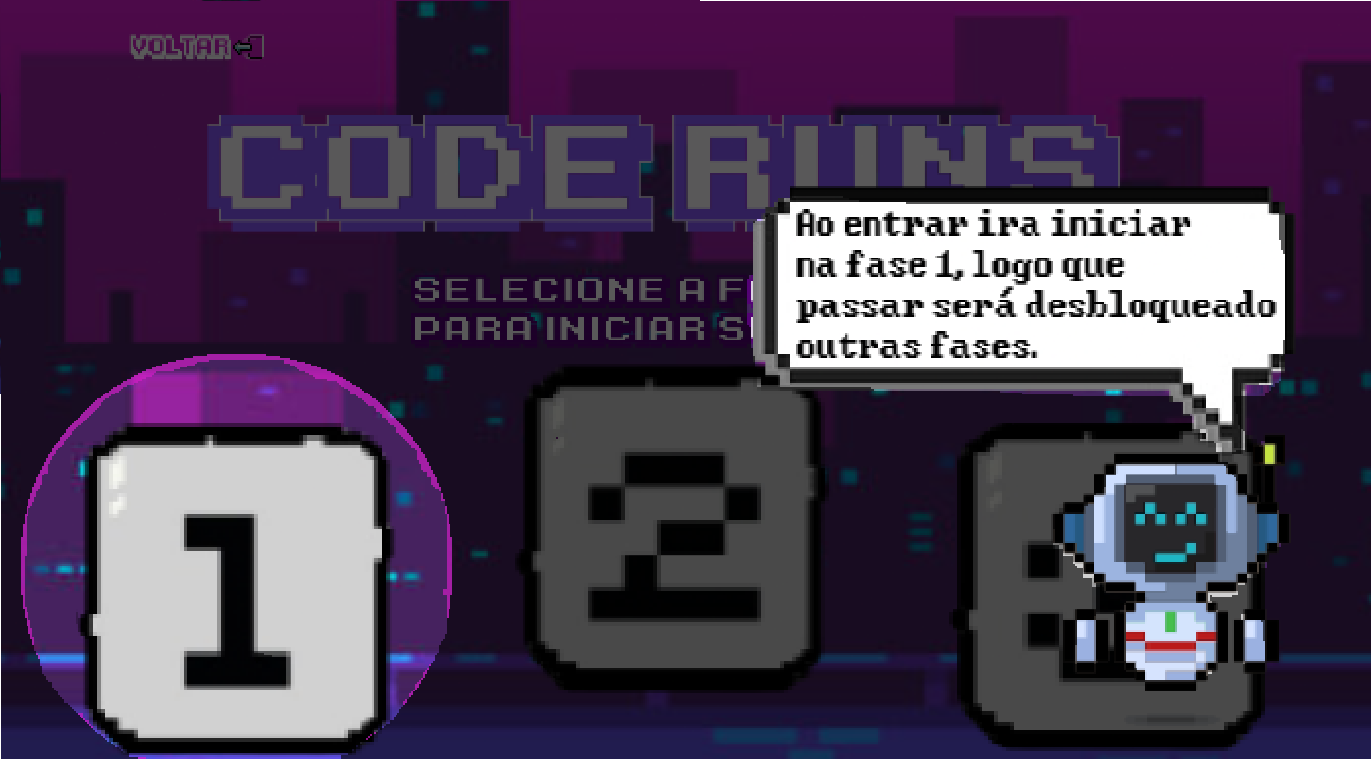 VOLTAR
CODE RUNS
Ao entrar ira iniciar
na fase 1, logo que
passar será desbloqueado
outras fases.
SELECIONE A
PARA INICIAR
1
2